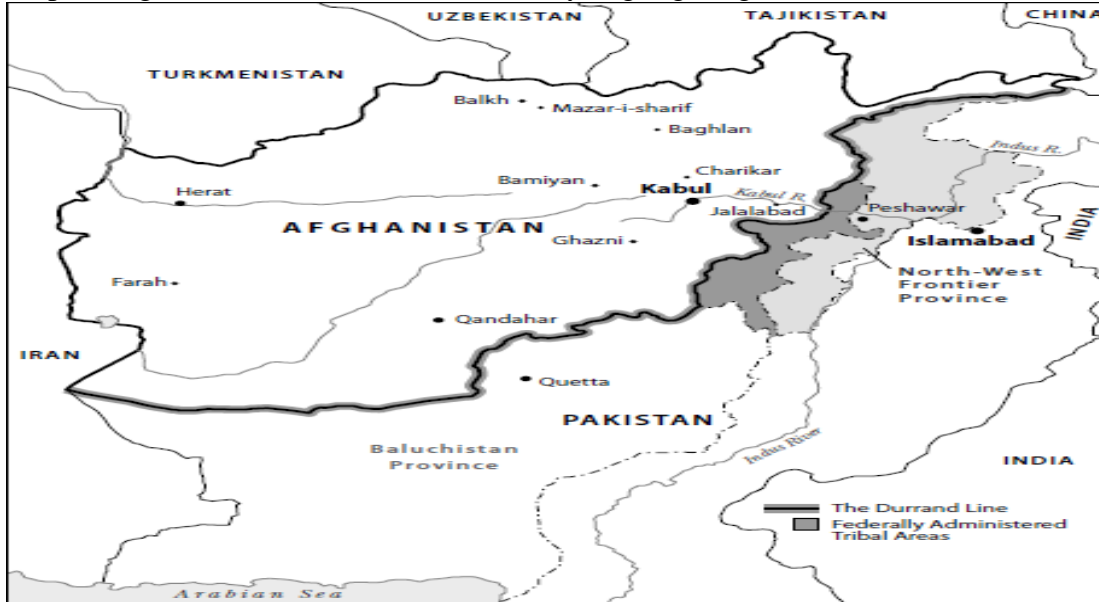 UZBEKISTAN
TAJIKISTAN
CHINA
TURKMENISTAN
Balkh
Mazar-i-sharif
Baghlan
Indus R.
Charikar
Bamiyan
Kabul
Kabul R.
Herat
Jalalabad
Peshawar
AFGHANISTAN
Ghazni
Islamabad
INDIA
North-West
Frontier
Province
Farah
Qandahar
IRAN
Quetta
PAKISTAN
Baluchistan
Province
Indus River
INDIA
The Durrand Line
Federally Administered
Tribal Areas
Arabian Sea